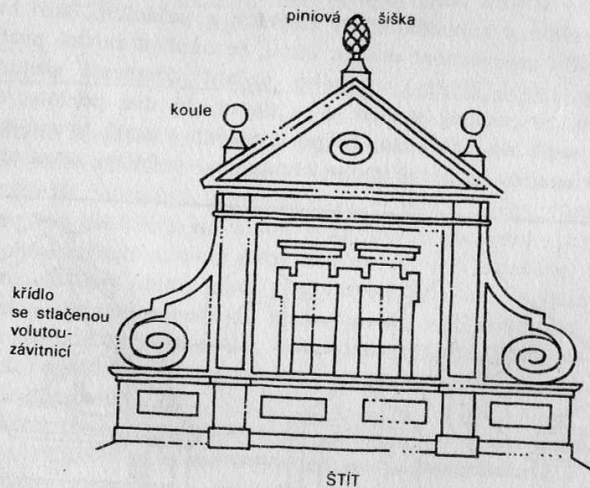 piniová šiška
koule
křídlo
se stlačenou
volutou-
závitnicí
ŠTÍT